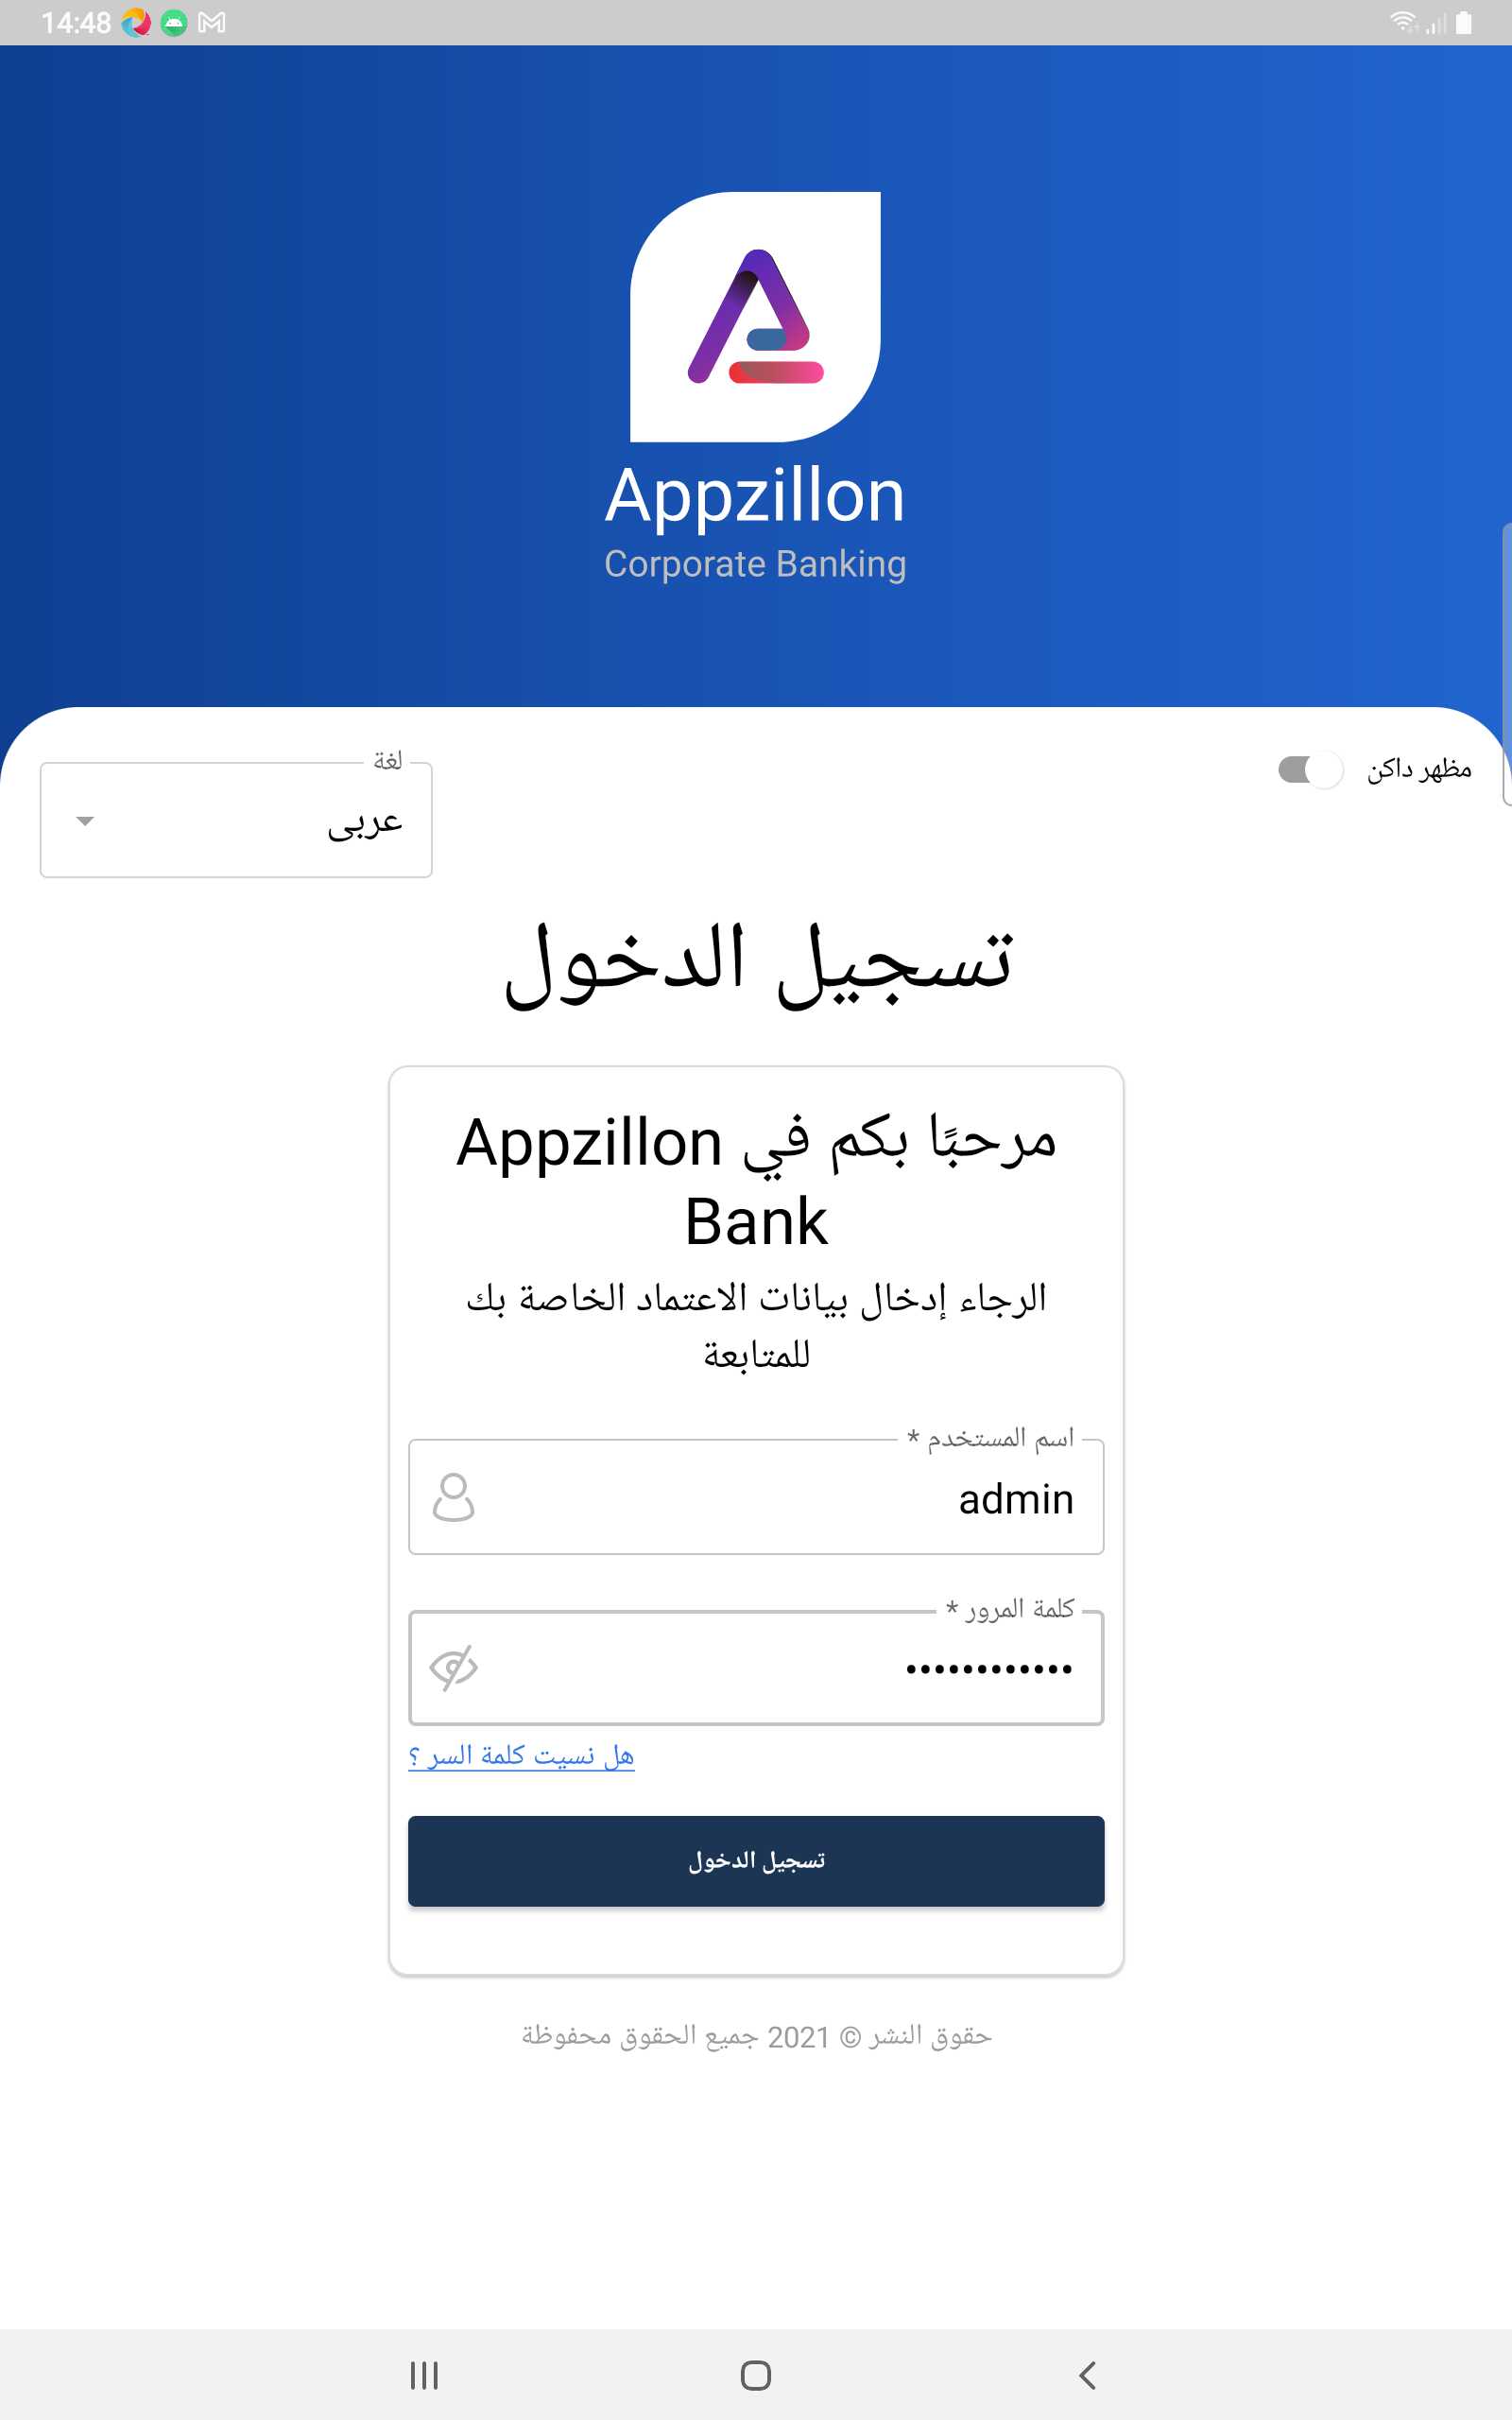 14:48
Appzillon
Corporate Banking
مظهر داكن
لغة
عربى
تسجيل الدخول
مرحبًا بكم في Appzillon
Bank
الرجاء إدخال بيانات الاعتماد الخاصة بك
للمتابعة
اسم المستخدم *
admin
كلمة المرور *
••••••••••••
هل نسيت كلمة السر ؟
تسجيل الدخول
حقوق النشر © 2021 جميع الحقوق محفوظة